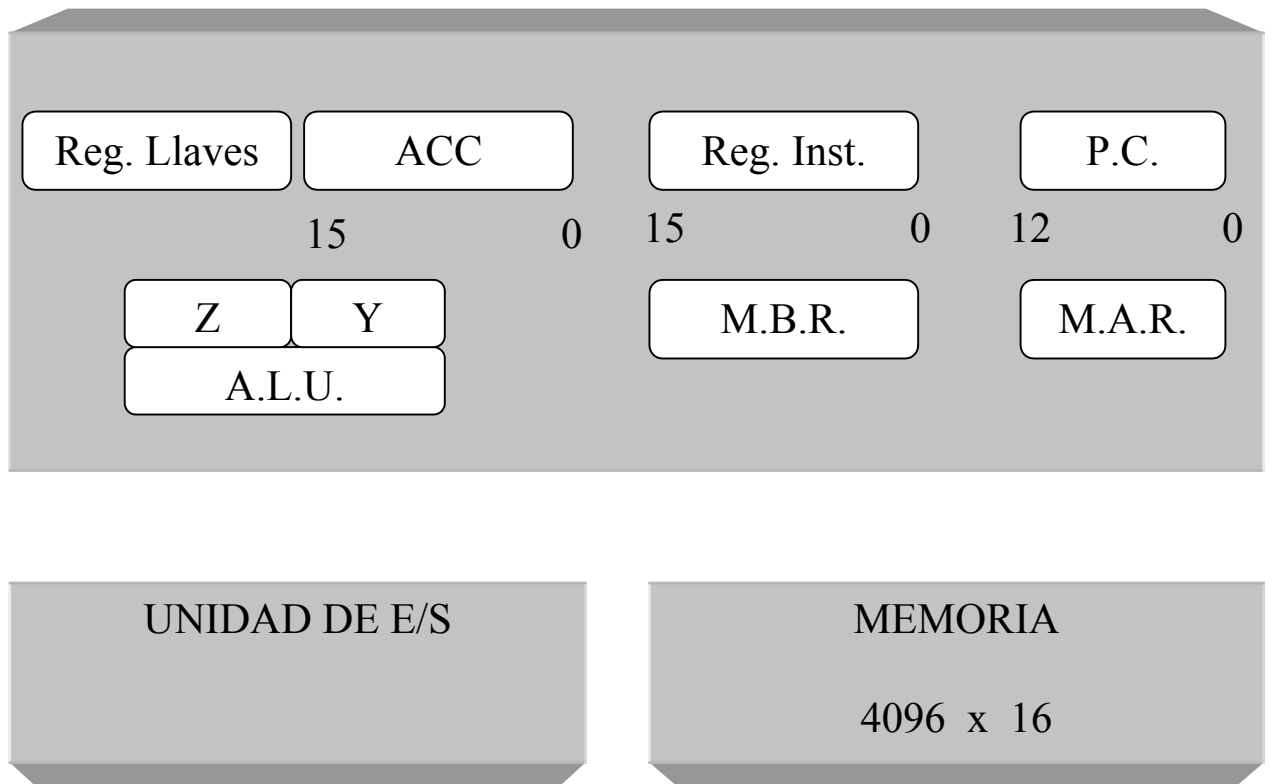 Reg. Llaves
ACC
Reg. Inst.
P.C.
15 0
15 0
12 0
Z
Y
M.B.R.
M.A.R.
A.L.U.
UNIDAD DE E/S
MEMORIA
4096 x 16